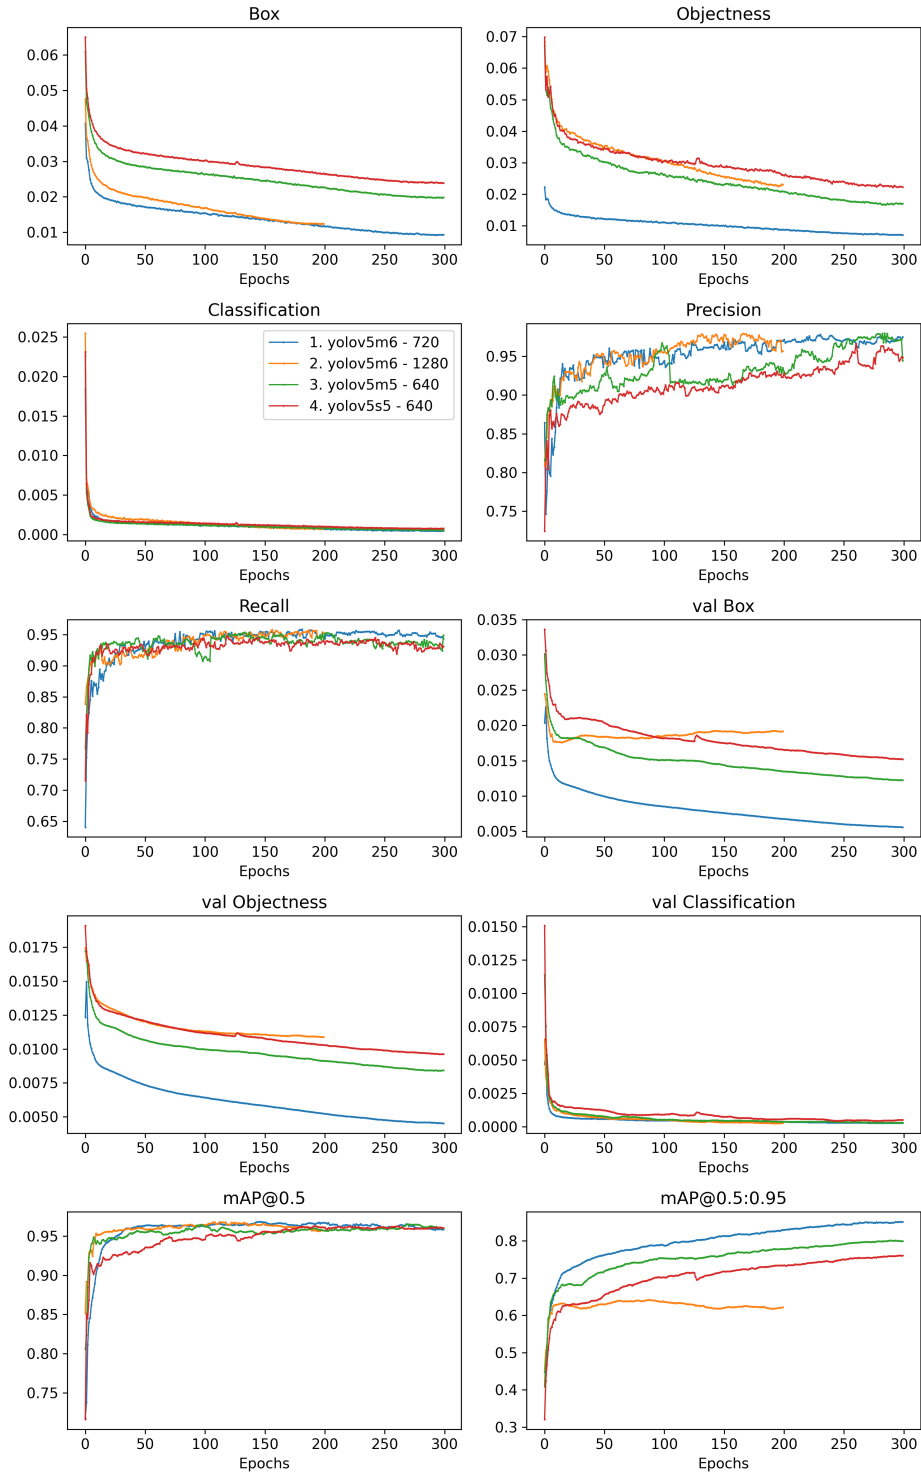 Box
Objectness
0.06
0.05
0.04
0.03
0.02
0.01
0 50 100 150 200 250 300
Epochs
0.07
0.06
0.05
0.04
0.03
0.02
0.01
0 50 100 150 200 250 300
Epochs
Classification
Precision
0.025
0.020
0.015
0.010
0.005
0.000
1. yolov5m6 - 720
2. yolov5m6 - 1280
3. yolov5m5 - 640
4. yolov5s5 - 640
0 50 100 150 200 250 300
Epochs
0.95
0.90
0.85
0.80
0.75
0 50 100 150 200 250 300
Epochs
Recall
val Box
0.95
0.90
0.85
0.80
0.75
0.70
0.65
0 50 100 150 200 250 300
Epochs
0.035
0.030
0.025
0.020
0.015
0.010
0.005
0 50 100 150 200 250 300
Epochs
val Objectness
val Classification
0.0175
0.0150
0.0125
0.0100
0.0075
0.0050
0 50 100 150 200 250 300
Epochs
0.0150
0.0125
0.0100
0.0075
0.0050
0.0025
0.0000
0 50 100 150 200 250 300
Epochs
mAP@0.5
mAP@0.5:0.95
0.95
0.90
0.85
0.80
0.75
0 50 100 150 200 250 300
Epochs
0.8
0.7
0.6
0.5
0.4
0.3
0 50 100 150 200 250 300
Epochs